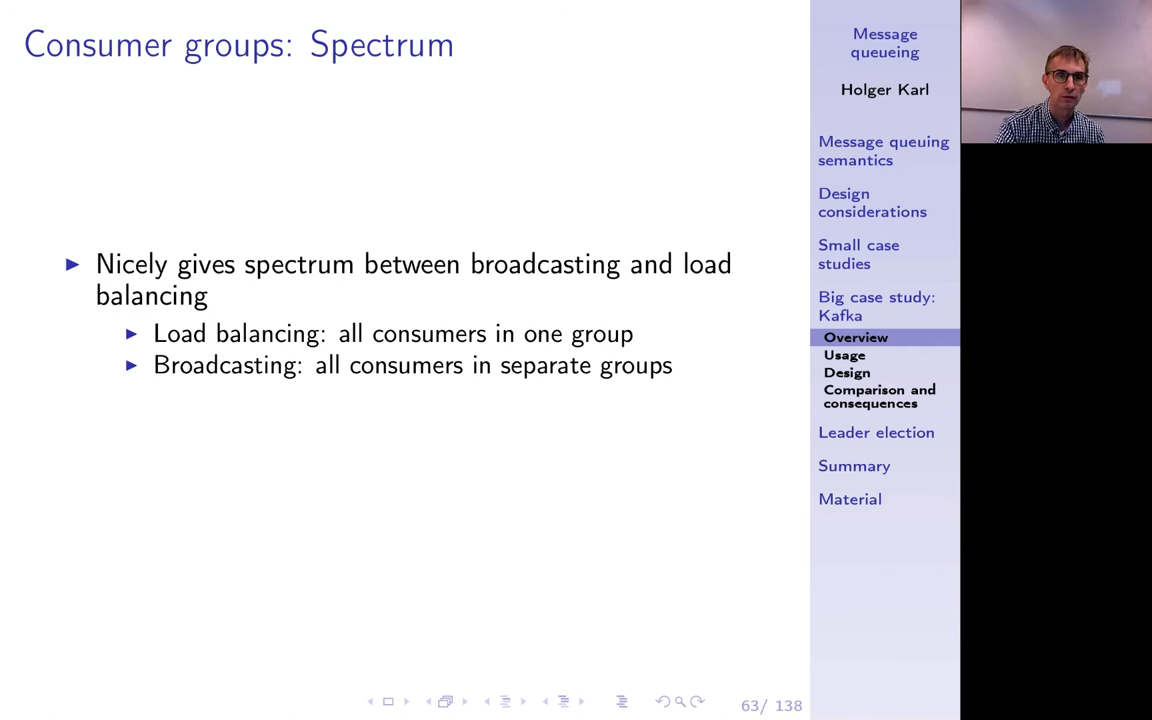 Consumer groups: Spectrum
Nicely gives spectrum between broadcasting and load
balancing
Load balancing: all consumers in one group
Broadcasting: all consumers in separate groups
63/ 138
Message
queueing
Holger Karl
Message queuing
semantics
Design
considerations
Small case
studies
Big case study:
Kafka
Overview
Usage
Design
Comparison and
consequences
Leader election
Summary
Material